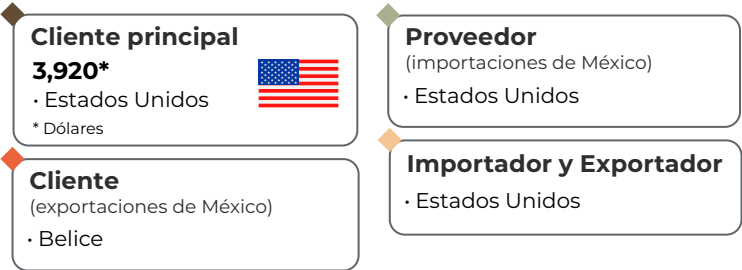 Cliente principal
3,920*
• Estados Unidos
* Dólares
Cliente
(exportaciones de México)
• Belice
Proveedor
(importaciones de México)
• Estados Unidos
Importador y Exportador
• Estados Unidos